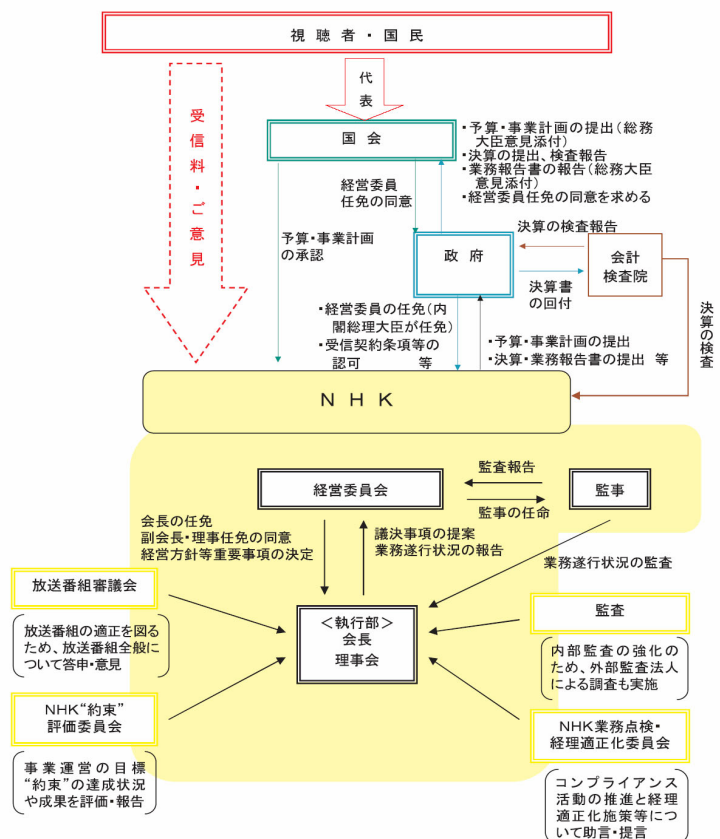 視聴者・国民
代
表
受信料・ご意見
国会
・予算・事業計画の提出（総務
大臣意見添付）
・決算の提出、検査報告
・業務報告書の報告（総務大臣
意見添付）
・経営委員任免の同意を求める
経営委員
任免の同意
予算・事業計画
の承認
決算の検査報告
政府
会計
検査院
決算書
の回付
決算の検査
・経営委員の任免（内
閣総理大臣が任免）
・受信契約条項等の
認可　　等
・予算・事業計画の提出
・決算・業務報告書の提出 等
ＮＨＫ
監査報告
経営委員会
監事
監事の任命
会長の任免
副会長・理事任免の同意
経営方針等重要事項の決定
議決事項の提案
業務遂行状況の報告
業務遂行状況の監査
放送番組審議会
放送番組の適正を図る
ため、放送番組全般に
ついて答申・意見
＜執行部＞
会長
理事会
監査
内部監査の強化の
ため、外部監査法人
による調査も実施
NHK“約束”
評価委員会
事業運営の目標
“約束”の達成状況
や成果を評価・報告
NHK業務点検・
経理適正化委員会
コンプライアンス
活動の推進と経理
適正化施策等につ
いて助言・提言